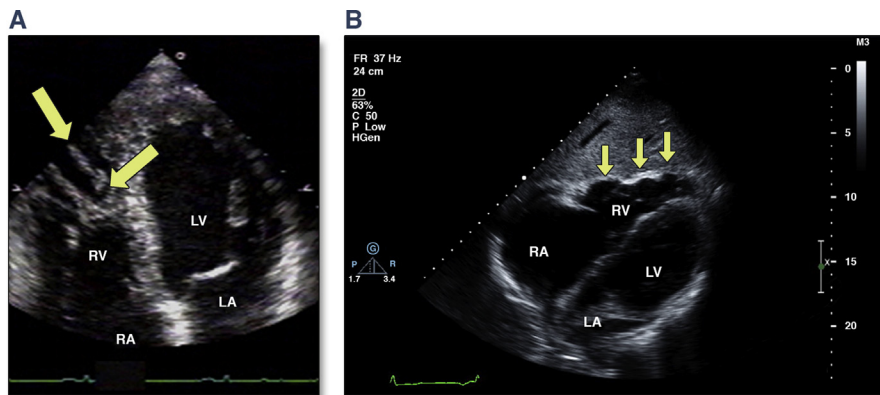 A
B
LV
RV
LA
RA
FR 37 Hz
24 cm
2D
63%
C 50
P Low
HGen
M3
0
5
10
15
20
G
P
R
1.7
3.4
x
RV
RA
LV
LA